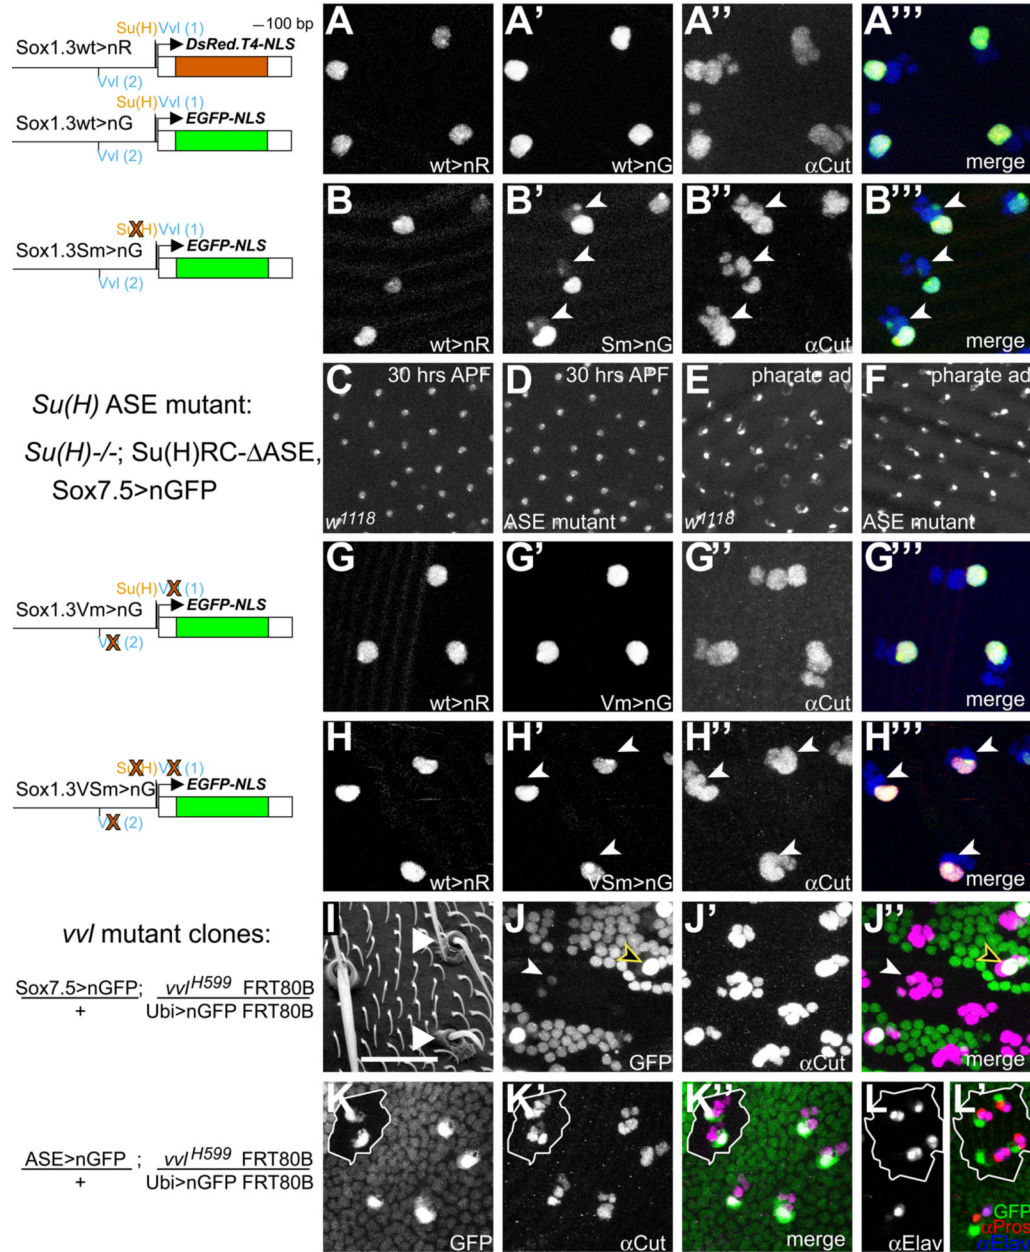 Su(H)Vvl (1)
–100 bp
Sox1.3wt>nR
DsRed.T4-NLS
Vvl (2)
Su(H)Vvl (1)
Sox1.3wt>nG
EGFP-NLS
Vvl (2)
A
wt>nR
A'
wt>nG
A''
αCut
A'''
merge
Su(H)Vvl (1)
Sox1.3Sm>nG
EGFP-NLS
Vvl (2)
B
wt>nR
B'
Sm>nG
B''
αCut
B'''
merge
Su(H) ASE mutant:
Su(H)-/-; Su(H)RC-ΔASE,
Sox7.5>nGFP
C
30 hrs APF
w1118
D
30 hrs APF
ASE mutant
E
pharate ad
w1118
F
pharate ad
ASE mutant
Su(H)V (1)
Sox1.3Vm>nG
EGFP-NLS
V (2)
G
wt>nR
G'
Vm>nG
G''
αCut
G'''
merge
Su(H)V (1)
Sox1.3VSm>nG
EGFP-NLS
V (2)
H
wt>nR
H'
VSm>nG
H''
αCut
H'''
merge
vvl mutant clones:
Sox7.5>nGFP; vvlH599 FRT80B
+ Ubi>nGFP FRT80B
I
J
GFP
J'
αCut
J''
merge
ASE>nGFP ; vvlH599 FRT80B
+ Ubi>nGFP FRT80B
K
GFP
K'
αCut
K''
merge
L
αElav
L'
GFP
αPros
αElav